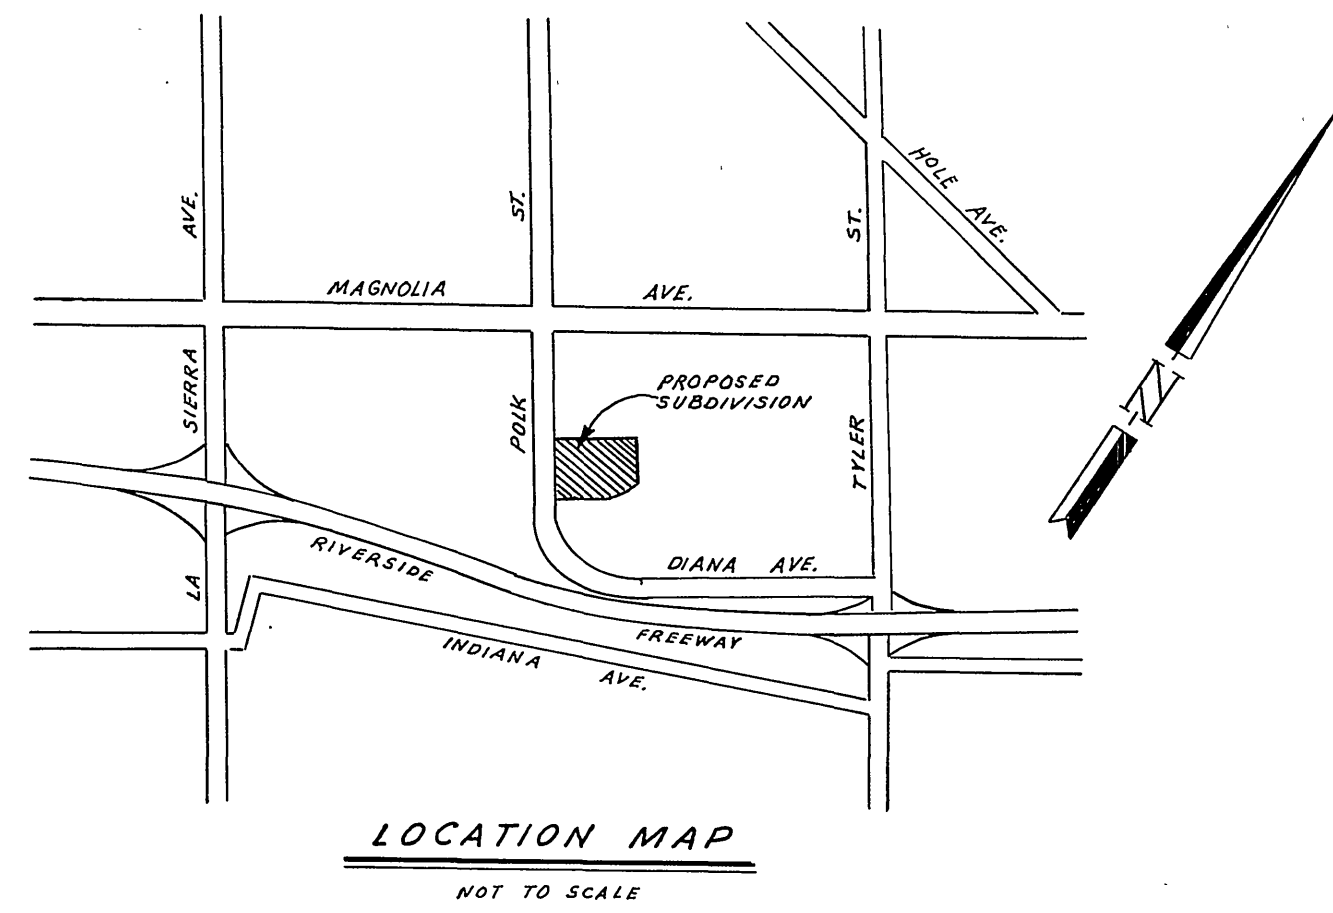 HOLE AVE.
LA SIERRA AVE.
POLK ST.
TYLER ST.
MAGNOLIA AVE.
PROPOSED
SUBDIVISION
N
DIANA AVE.
RIVERSIDE FREEWAY
INDIANA AVE.
LOCATION MAP
NOT TO SCALE